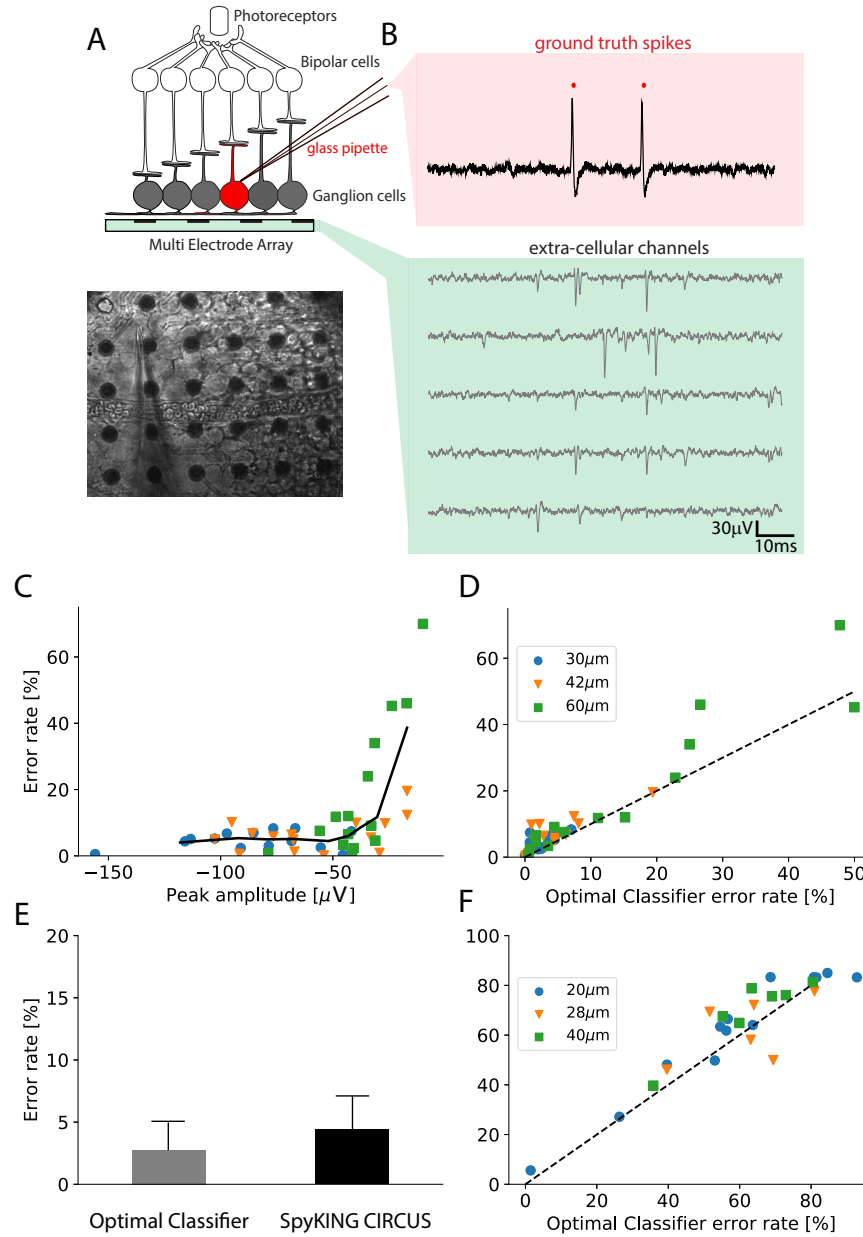 A
Photoreceptors
Bipolar cells
glass pipette
Ganglion cells
Multi Electrode Array
B
ground truth spikes
extra-cellular channels
30μV
10ms
C
Error rate [%]
60
40
20
0
−150
−100
−50
Peak amplitude [μV]
D
60
40
20
0
30μm
42μm
60μm
0
10
20
30
40
50
Optimal Classifier error rate [%]
E
Error rate [%]
20
15
10
5
0
Optimal Classifier
SpyKING CIRCUS
F
100
80
60
40
20
0
20μm
28μm
40μm
0
20
40
60
80
Optimal Classifier error rate [%]